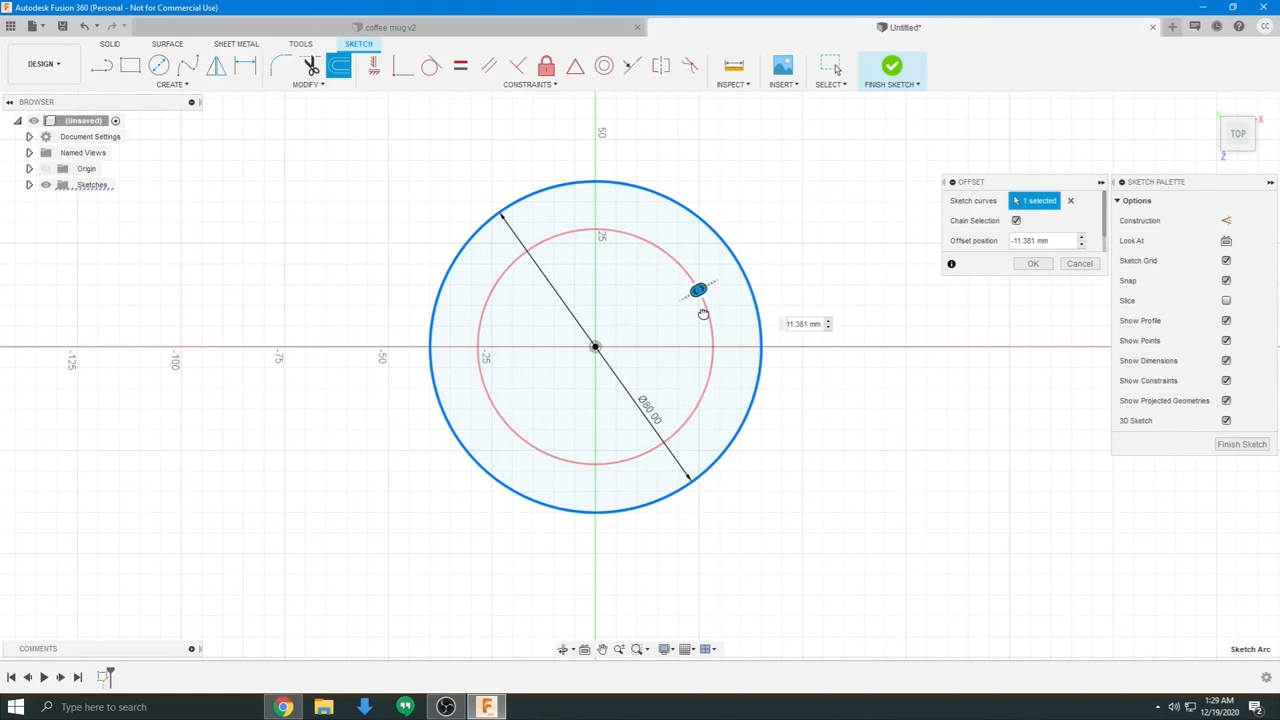 Autodesk Fusion 360 (Personal - Not for Commercial Use)
coffee mug v2
Untitled*
CC
DESIGN
SOLID
SURFACE
SHEET METAL
TOOLS
SKETCH
CREATE
MODIFY
CONSTRAINTS
INSPECT
INSERT
SELECT
FINISH SKETCH
BROWSER
(Unsaved)
Document Settings
Named Views
Origin
Sketches
50
25
-125
-100
-75
-50
-25
Ø80.00
11.381 mm
TOP
X
Z
OFFSET
Sketch curves
1 selected
Chain Selection
Offset position
-11.381 mm
OK
Cancel
SKETCH PALETTE
Options
Construction
Look At
Sketch Grid
Snap
Slice
Show Profile
Show Points
Show Dimensions
Show Constraints
Show Projected Geometries
3D Sketch
Finish Sketch
COMMENTS
Sketch Arc
Type here to search
1:29 AM
12/19/2020
2